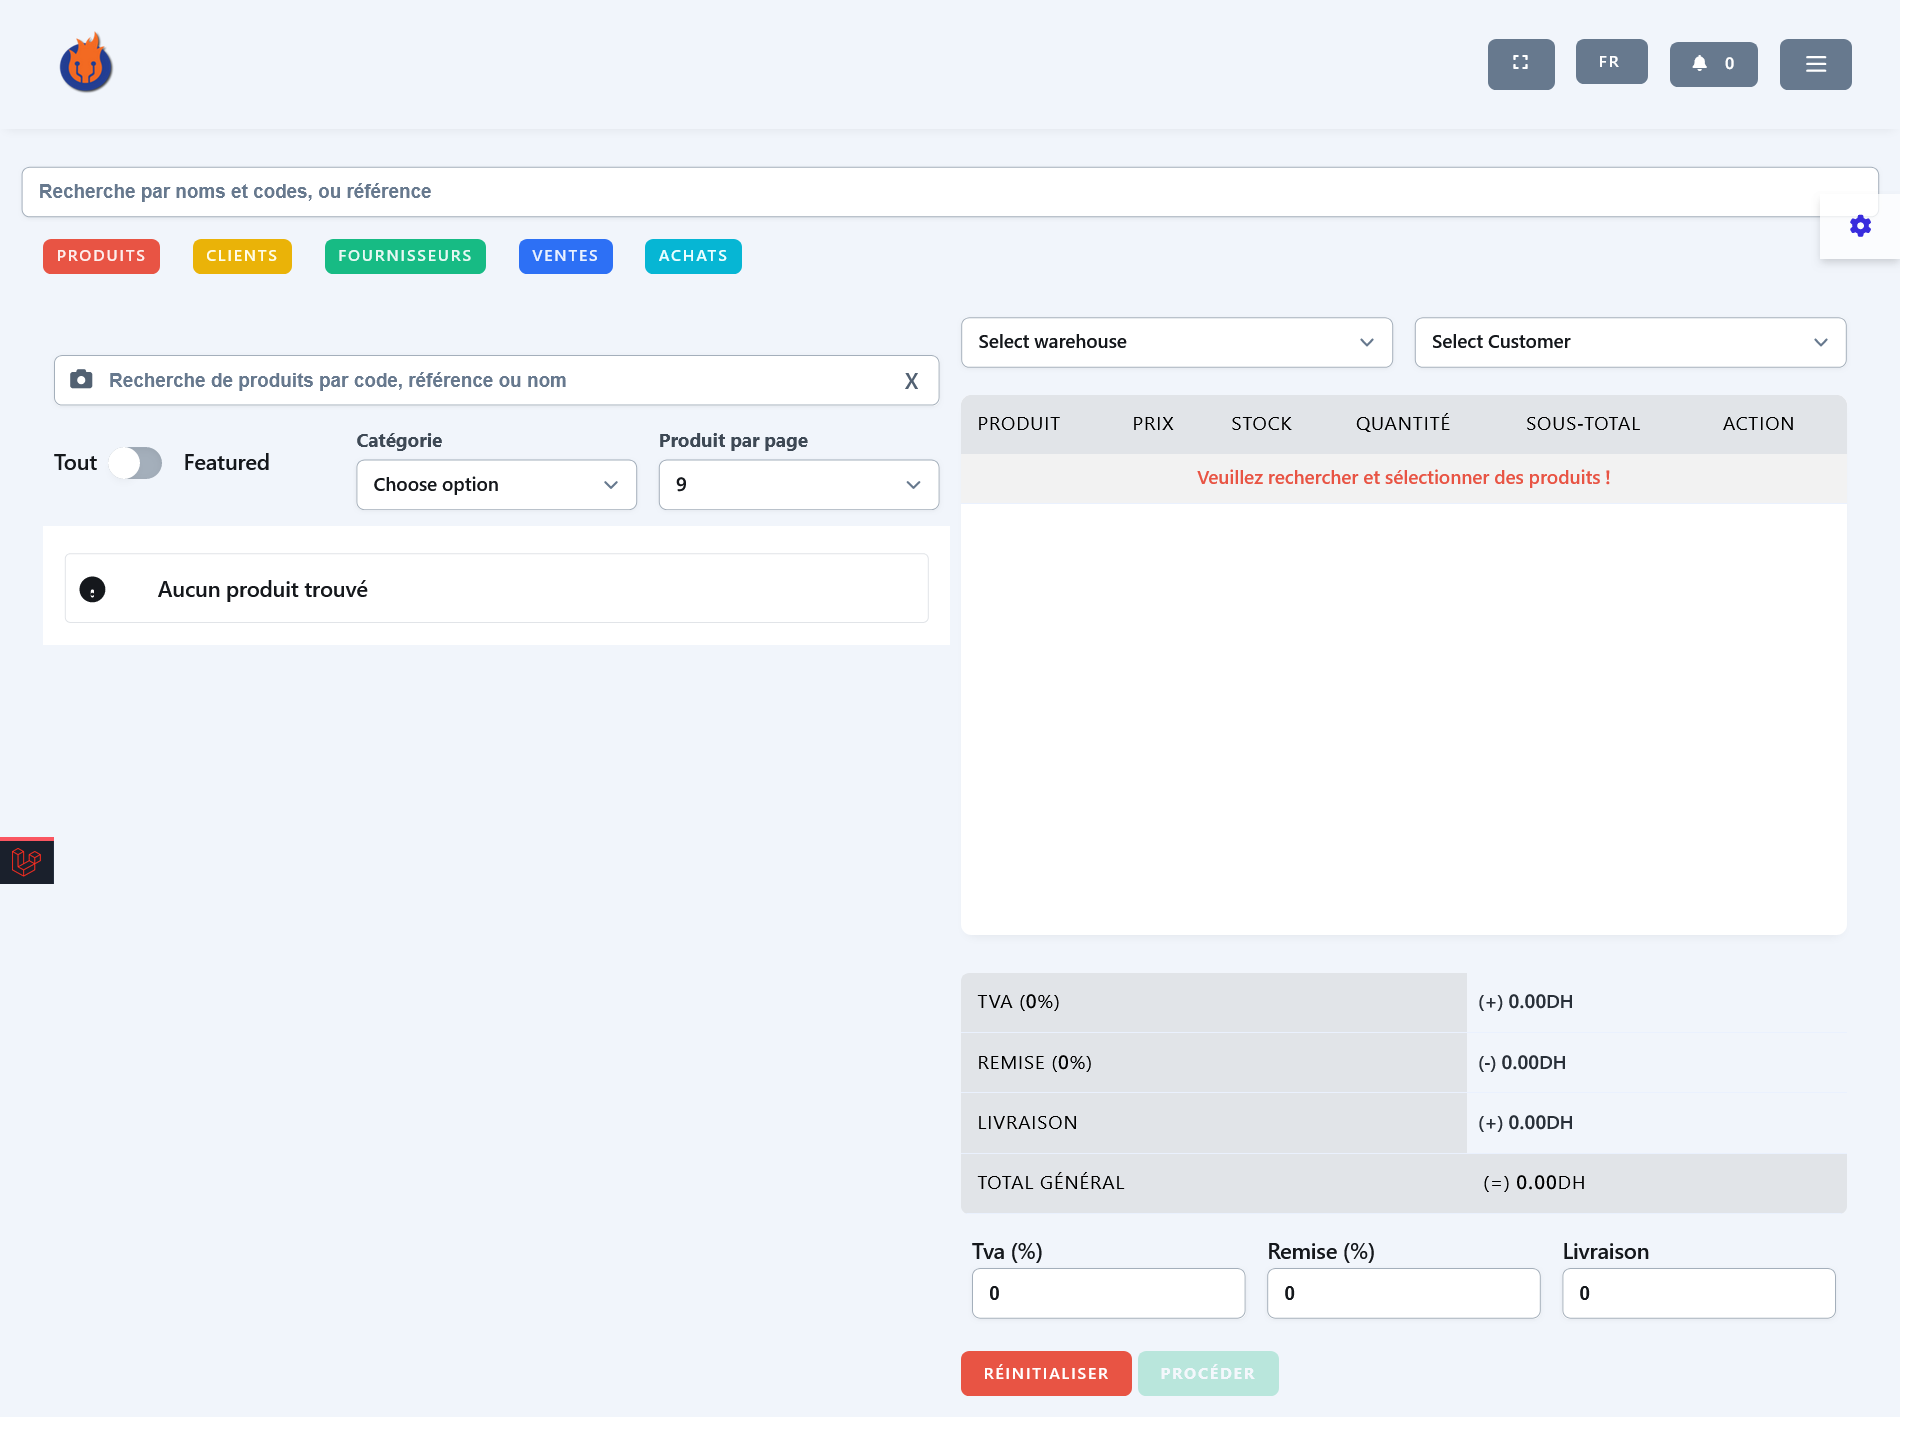 FR
0
Recherche par noms et codes, ou référence
PRODUITS CLIENTS FOURNISSEURS VENTES ACHATS
Recherche de produits par code, référence ou nom X
Tout Featured
Catégorie
Choose option
Produit par page
9
Aucun produit trouvé
Select warehouse
Select Customer
PRODUIT PRIX STOCK QUANTITÉ SOUS-TOTAL ACTION
Veuillez rechercher et sélectionner des produits !
TVA (0%) (+) 0.00DH
REMISE (0%) (-) 0.00DH
LIVRAISON (+) 0.00DH
TOTAL GÉNÉRAL (=) 0.00DH
Tva (%) Remise (%) Livraison
0 0 0
RÉINITIALISER PROCÉDER